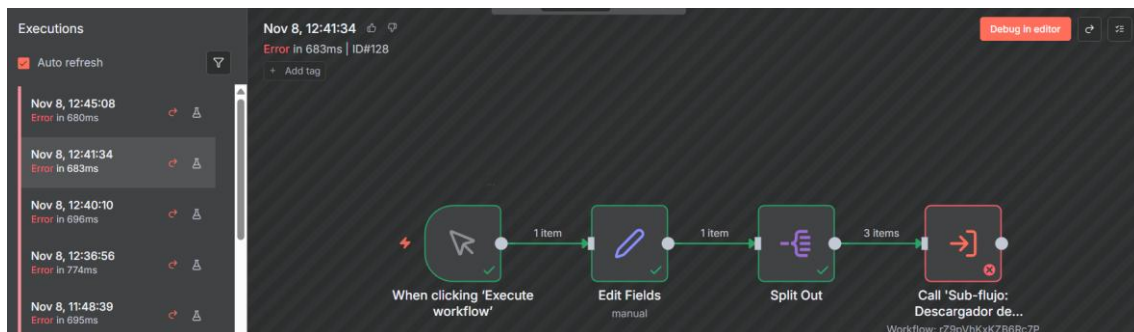 Executions
Auto refresh
Nov 8, 12:45:08
Error in 680ms
Nov 8, 12:41:34
Error in 683ms
Nov 8, 12:40:10
Error in 696ms
Nov 8, 12:36:56
Error in 774ms
Nov 8, 11:48:39
Error in 695ms
Nov 8, 12:41:34
Error in 683ms | ID#128
+ Add tag
Debug in editor
1 item
1 item
3 items
When clicking ‘Execute
workflow’
Edit Fields
manual
Split Out
Call 'Sub-flujo:
Descargador de...
Workflow: